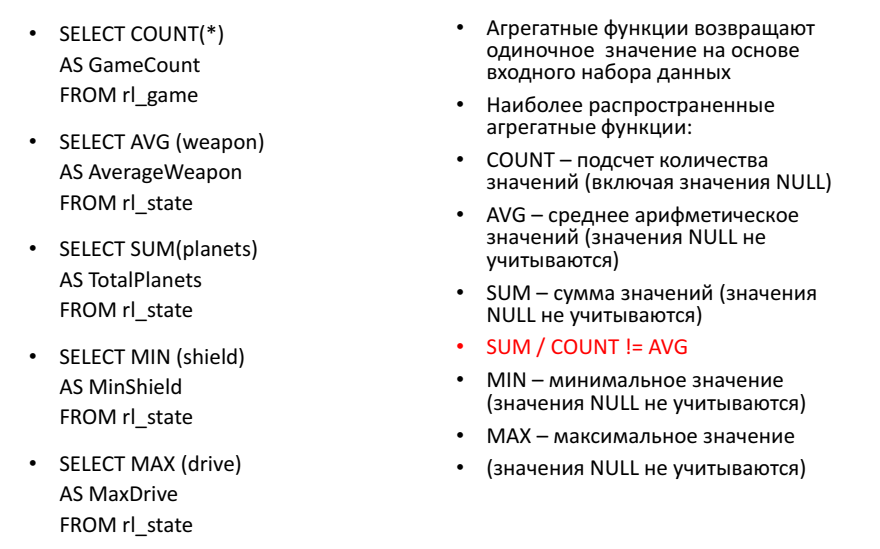 • SELECT COUNT(*)
AS GameCount
FROM rl_game
• SELECT AVG (weapon)
AS AverageWeapon
FROM rl_state
• SELECT SUM(planets)
AS TotalPlanets
FROM rl_state
• SELECT MIN (shield)
AS MinShield
FROM rl_state
• SELECT MAX (drive)
AS MaxDrive
FROM rl_state
• Агрегатные функции возвращают
одиночное значение на основе
входного набора данных
• Наиболее распространенные
агрегатные функции:
• COUNT – подсчет количества
значений (включая значения NULL)
• AVG – среднее арифметическое
значений (значения NULL не
учитываются)
• SUM – сумма значений (значения
NULL не учитываются)
• SUM / COUNT != AVG
• MIN – минимальное значение
(значения NULL не учитываются)
• MAX – максимальное значение
• (значения NULL не учитываются)